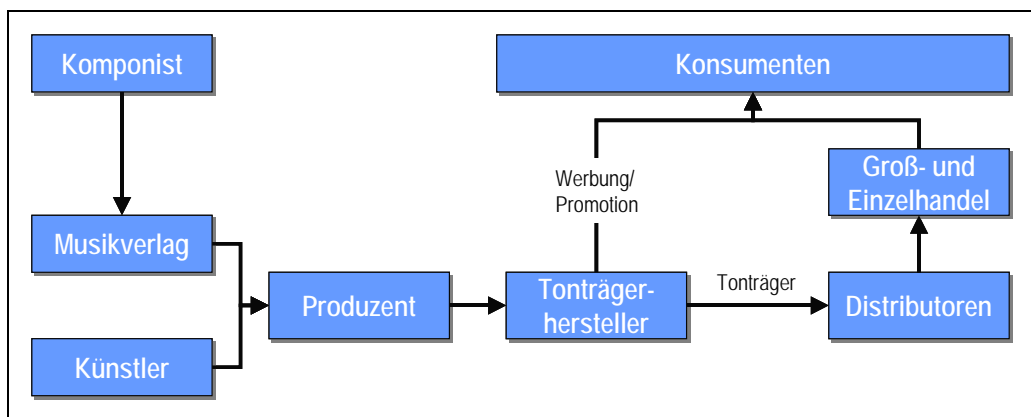 Komponist
Konsumenten
Werbung/
Promotion
Groß- und
Einzelhandel
Musikverlag
Produzent
Tonträger-
hersteller
Tonträger
Distributoren
Künstler